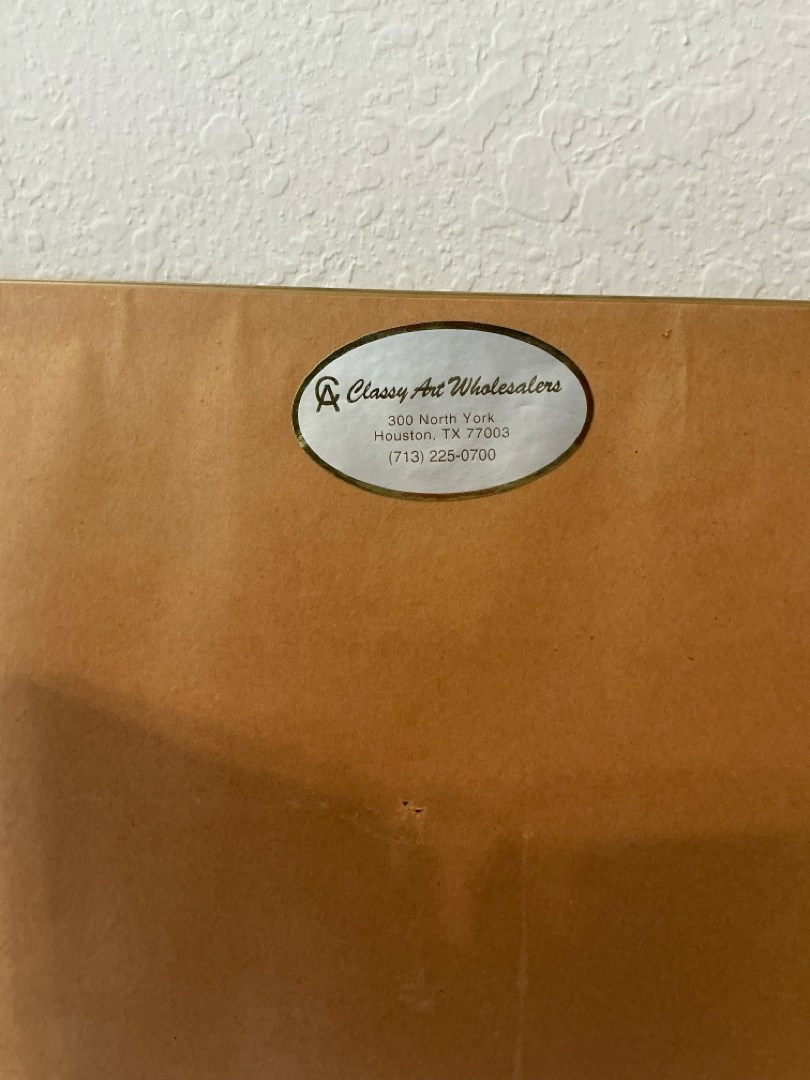 CA Classy Art Wholesalers
300 North York
Houston, TX 77003
(713) 225-0700